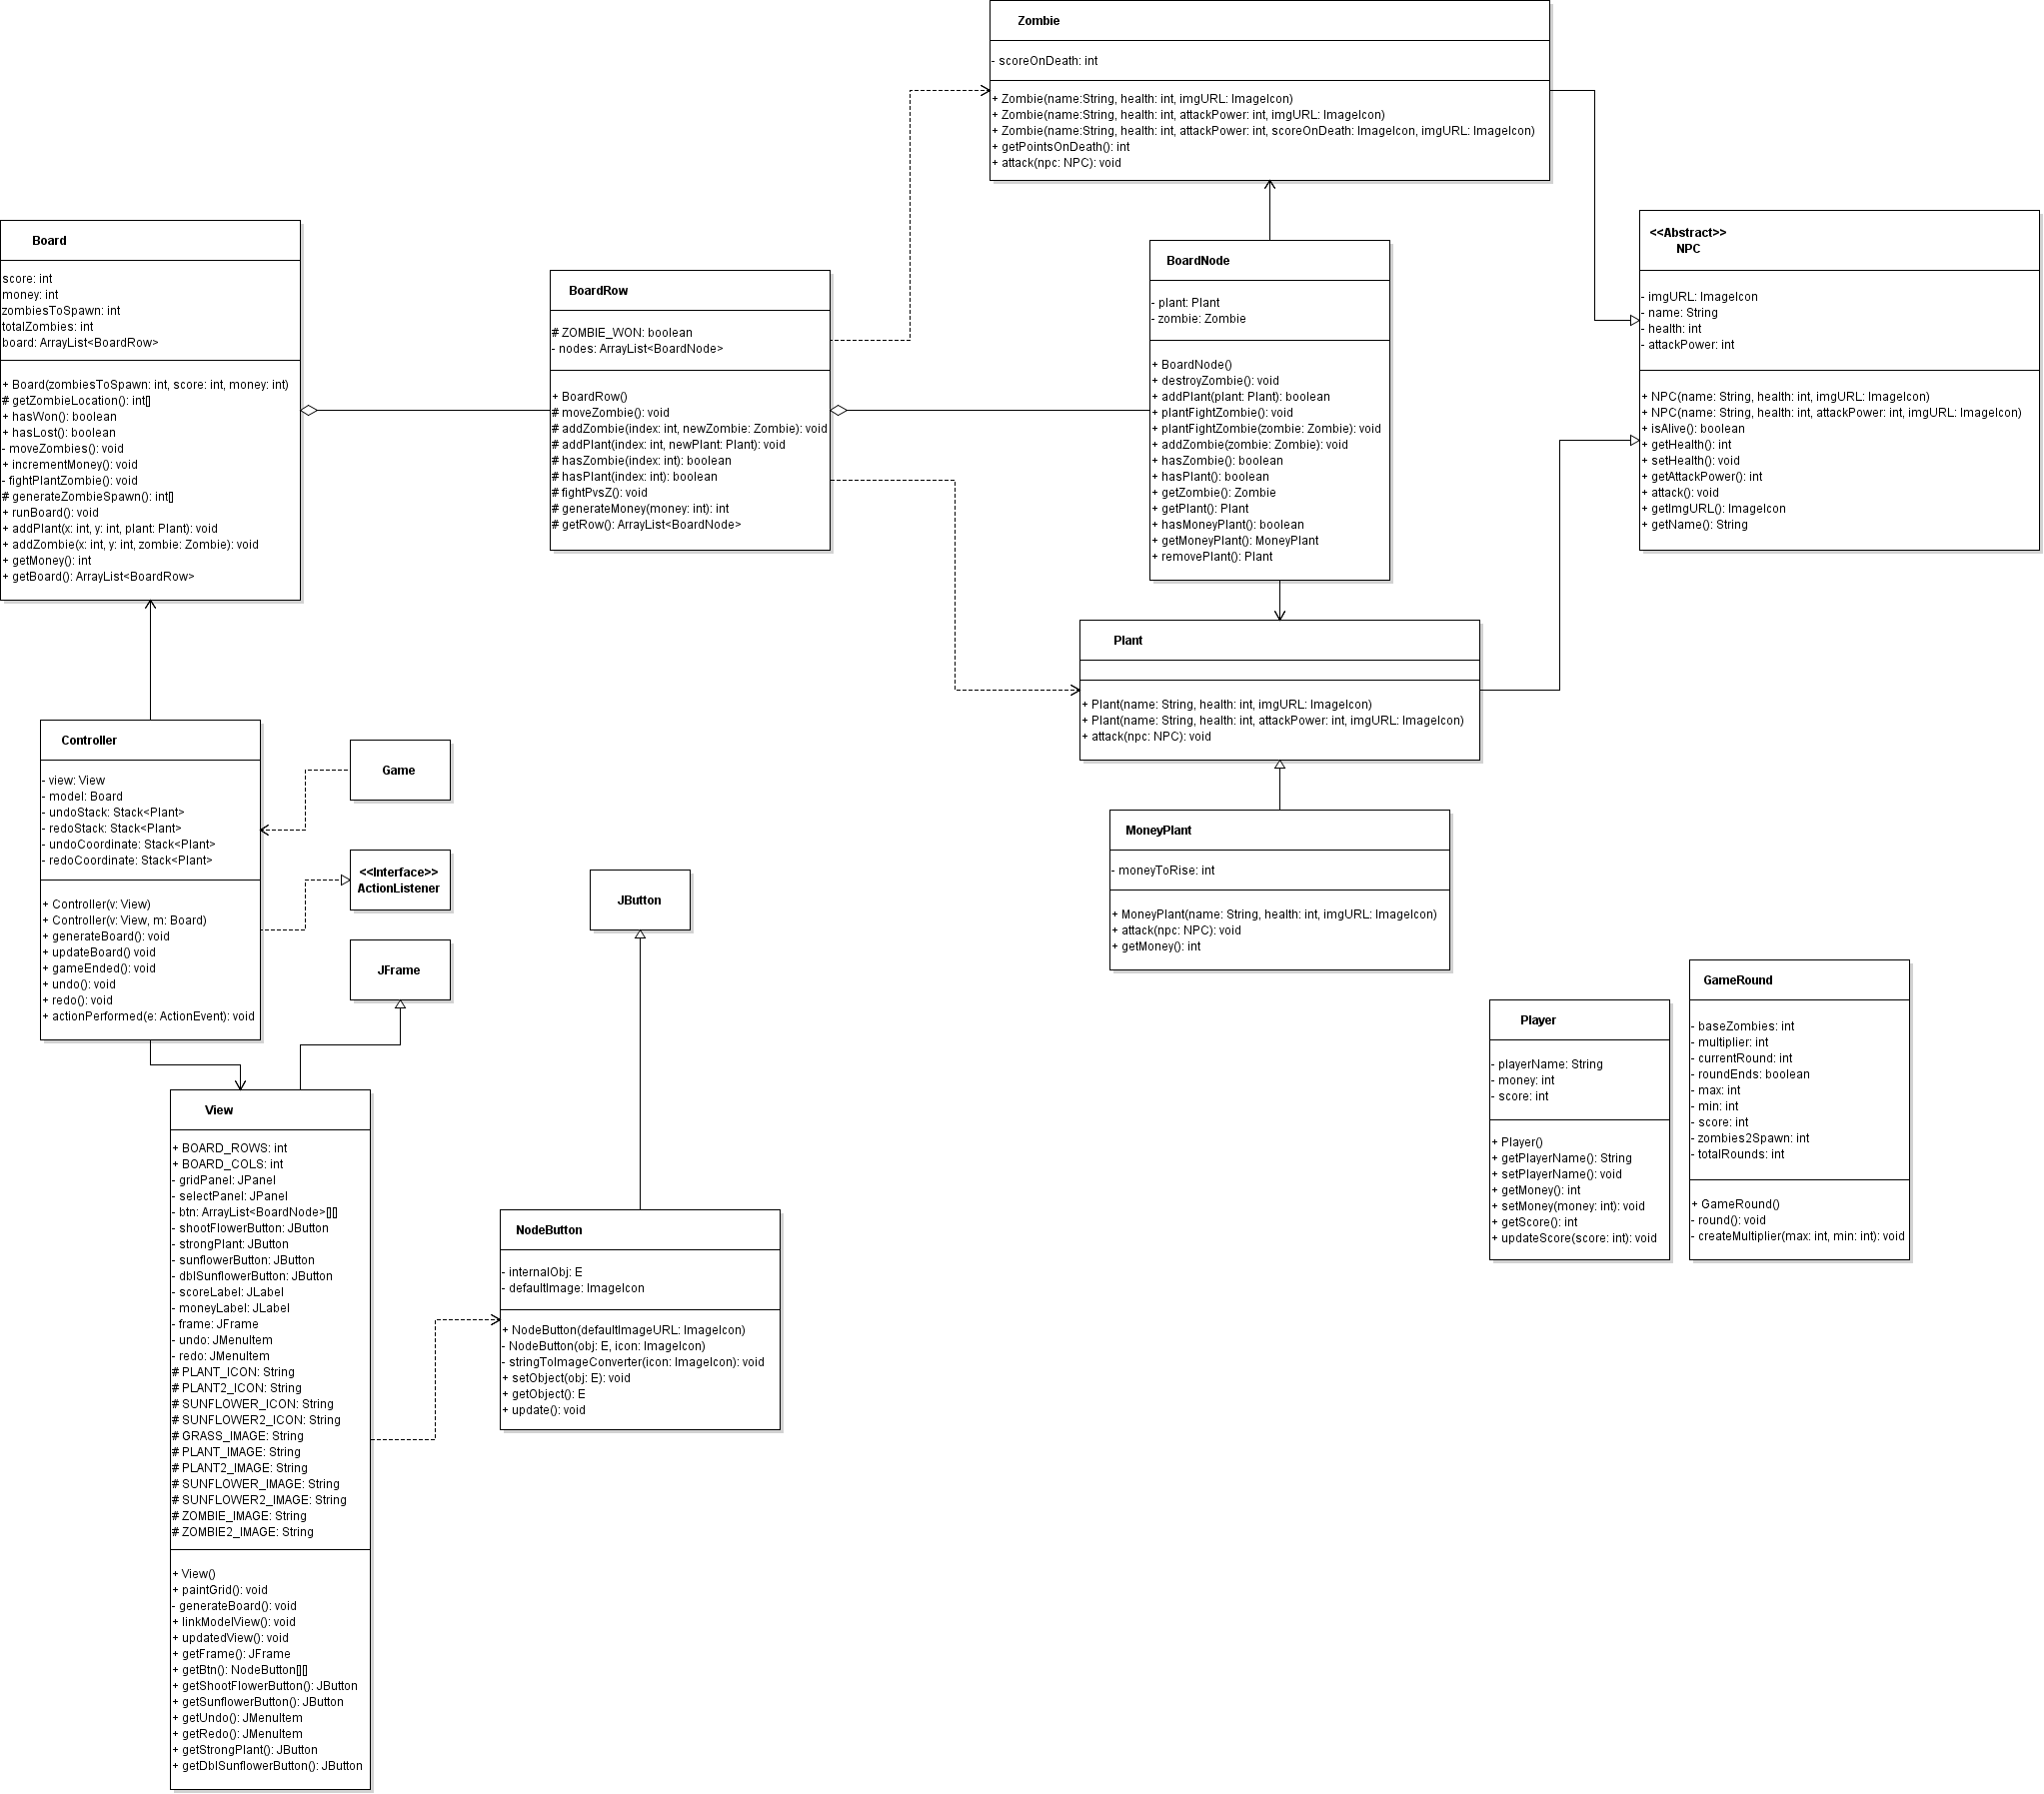 Zombie
- scoreOnDeath: int
+ Zombie(name:String, health: int, imgURL: ImageIcon)
+ Zombie(name:String, health: int, attackPower: int, imgURL: ImageIcon)
+ Zombie(name:String, health: int, attackPower: int, scoreOnDeath: ImageIcon, imgURL: ImageIcon)
+ getPointsOnDeath(): int
+ attack(npc: NPC): void
Board
score: int
money: int
zombiesToSpawn: int
totalZombies: int
board: ArrayList<BoardRow>
+ Board(zombiesToSpawn: int, score: int, money: int)
# getZombieLocation(): int[]
+ hasWon(): boolean
+ hasLost(): boolean
- moveZombies(): void
+ incrementMoney(): void
- fightPlantZombie(): void
# generateZombieSpawn(): int[]
+ runBoard(): void
+ addPlant(x: int, y: int, plant: Plant): void
+ addZombie(x: int, y: int, zombie: Zombie): void
+ getMoney(): int
+ getBoard(): ArrayList<BoardRow>
BoardRow
# ZOMBIE_WON: boolean
- nodes: ArrayList<BoardNode>
+ BoardRow()
# moveZombie(): void
# addZombie(index: int, newZombie: Zombie): void
# addPlant(index: int, newPlant: Plant): void
# hasZombie(index: int): boolean
# hasPlant(index: int): boolean
# fightPvsZ(): void
# generateMoney(money: int): int
# getRow(): ArrayList<BoardNode>
BoardNode
- plant: Plant
- zombie: Zombie
+ BoardNode()
+ destroyZombie(): void
+ addPlant(plant: Plant): boolean
+ plantFightZombie(): void
+ plantFightZombie(zombie: Zombie): void
+ addZombie(zombie: Zombie): void
+ hasZombie(): boolean
+ hasPlant(): boolean
+ getZombie(): Zombie
+ getPlant(): Plant
+ hasMoneyPlant(): boolean
+ getMoneyPlant(): MoneyPlant
+ removePlant(): Plant
<<Abstract>>
NPC
- imgURL: ImageIcon
- name: String
- health: int
- attackPower: int
+ NPC(name: String, health: int, imgURL: ImageIcon)
+ NPC(name: String, health: int, attackPower: int, imgURL: ImageIcon)
+ isAlive(): boolean
+ getHealth(): int
+ setHealth(): void
+ getAttackPower(): int
+ attack(): void
+ getImgURL(): ImageIcon
+ getName(): String
Plant
+ Plant(name: String, health: int, imgURL: ImageIcon)
+ Plant(name: String, health: int, attackPower: int, imgURL: ImageIcon)
+ attack(npc: NPC): void
Controller
- view: View
- model: Board
- undoStack: Stack<Plant>
- redoStack: Stack<Plant>
- undoCoordinate: Stack<Plant>
- redoCoordinate: Stack<Plant>
+ Controller(v: View)
+ Controller(v: View, m: Board)
+ generateBoard(): void
+ updateBoard() void
+ gameEnded(): void
+ undo(): void
+ redo(): void
+ actionPerformed(e: ActionEvent): void
Game
<<Interface>>
ActionListener
JFrame
JButton
MoneyPlant
- moneyToRise: int
+ MoneyPlant(name: String, health: int, imgURL: ImageIcon)
+ attack(npc: NPC): void
+ getMoney(): int
Player
- playerName: String
- money: int
- score: int
+ Player()
+ getPlayerName(): String
+ setPlayerName(): void
+ getMoney(): int
+ setMoney(money: int): void
+ getScore(): int
+ updateScore(score: int): void
GameRound
- baseZombies: int
- multiplier: int
- currentRound: int
- roundEnds: boolean
- max: int
- min: int
- score: int
- zombies2Spawn: int
- totalRounds: int
+ GameRound()
- round(): void
- createMultiplier(max: int, min: int): void
View
+ BOARD_ROWS: int
+ BOARD_COLS: int
- gridPanel: JPanel
- selectPanel: JPanel
- btn: ArrayList<BoardNode>[][]
- shootFlowerButton: JButton
- strongPlant: JButton
- sunflowerButton: JButton
- dblSunflowerButton: JButton
- scoreLabel: JLabel
- moneyLabel: JLabel
- frame: JFrame
- undo: JMenuItem
- redo: JMenuItem
# PLANT_ICON: String
# PLANT2_ICON: String
# SUNFLOWER_ICON: String
# SUNFLOWER2_ICON: String
# GRASS_IMAGE: String
# PLANT_IMAGE: String
# PLANT2_IMAGE: String
# SUNFLOWER_IMAGE: String
# SUNFLOWER2_IMAGE: String
# ZOMBIE_IMAGE: String
# ZOMBIE2_IMAGE: String
+ View()
+ paintGrid(): void
- generateBoard(): void
+ linkModelView(): void
+ updatedView(): void
+ getFrame(): JFrame
+ getBtn(): NodeButton[][]
+ getShootFlowerButton(): JButton
+ getSunflowerButton(): JButton
+ getUndo(): JMenuItem
+ getRedo(): JMenuItem
+ getStrongPlant(): JButton
+ getDblSunflowerButton(): JButton
NodeButton
- internalObj: E
- defaultImage: ImageIcon
+ NodeButton(defaultImageURL: ImageIcon)
- NodeButton(obj: E, icon: ImageIcon)
- stringToImageConverter(icon: ImageIcon): void
+ setObject(obj: E): void
+ getObject(): E
+ update(): void